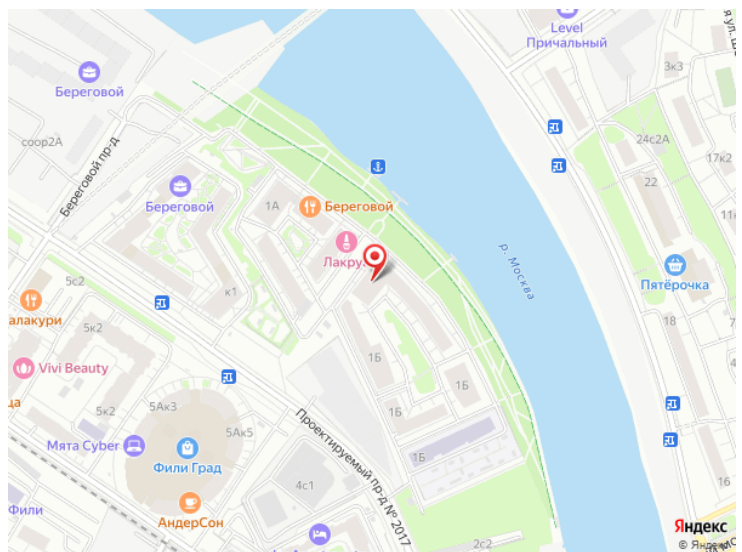 Level
Причальный
3к3
Береговой
соор2А
Береговой пр-д
24с2А
17к2
22
Береговой
1А
Береговой
Лакру
р. Москва
Пятёрочка
5с2
к1
18
алакури
5к2
Vivi Beauty
1Б
1Б
5к2
5Ак3
ца
1Б
5Ак5
Мята Cyber
Фили Град
1Б
Проектируемый пр-д № 2017
4с1
16
Фили
АндерСон
2с2
Яндекс
© Яндекс